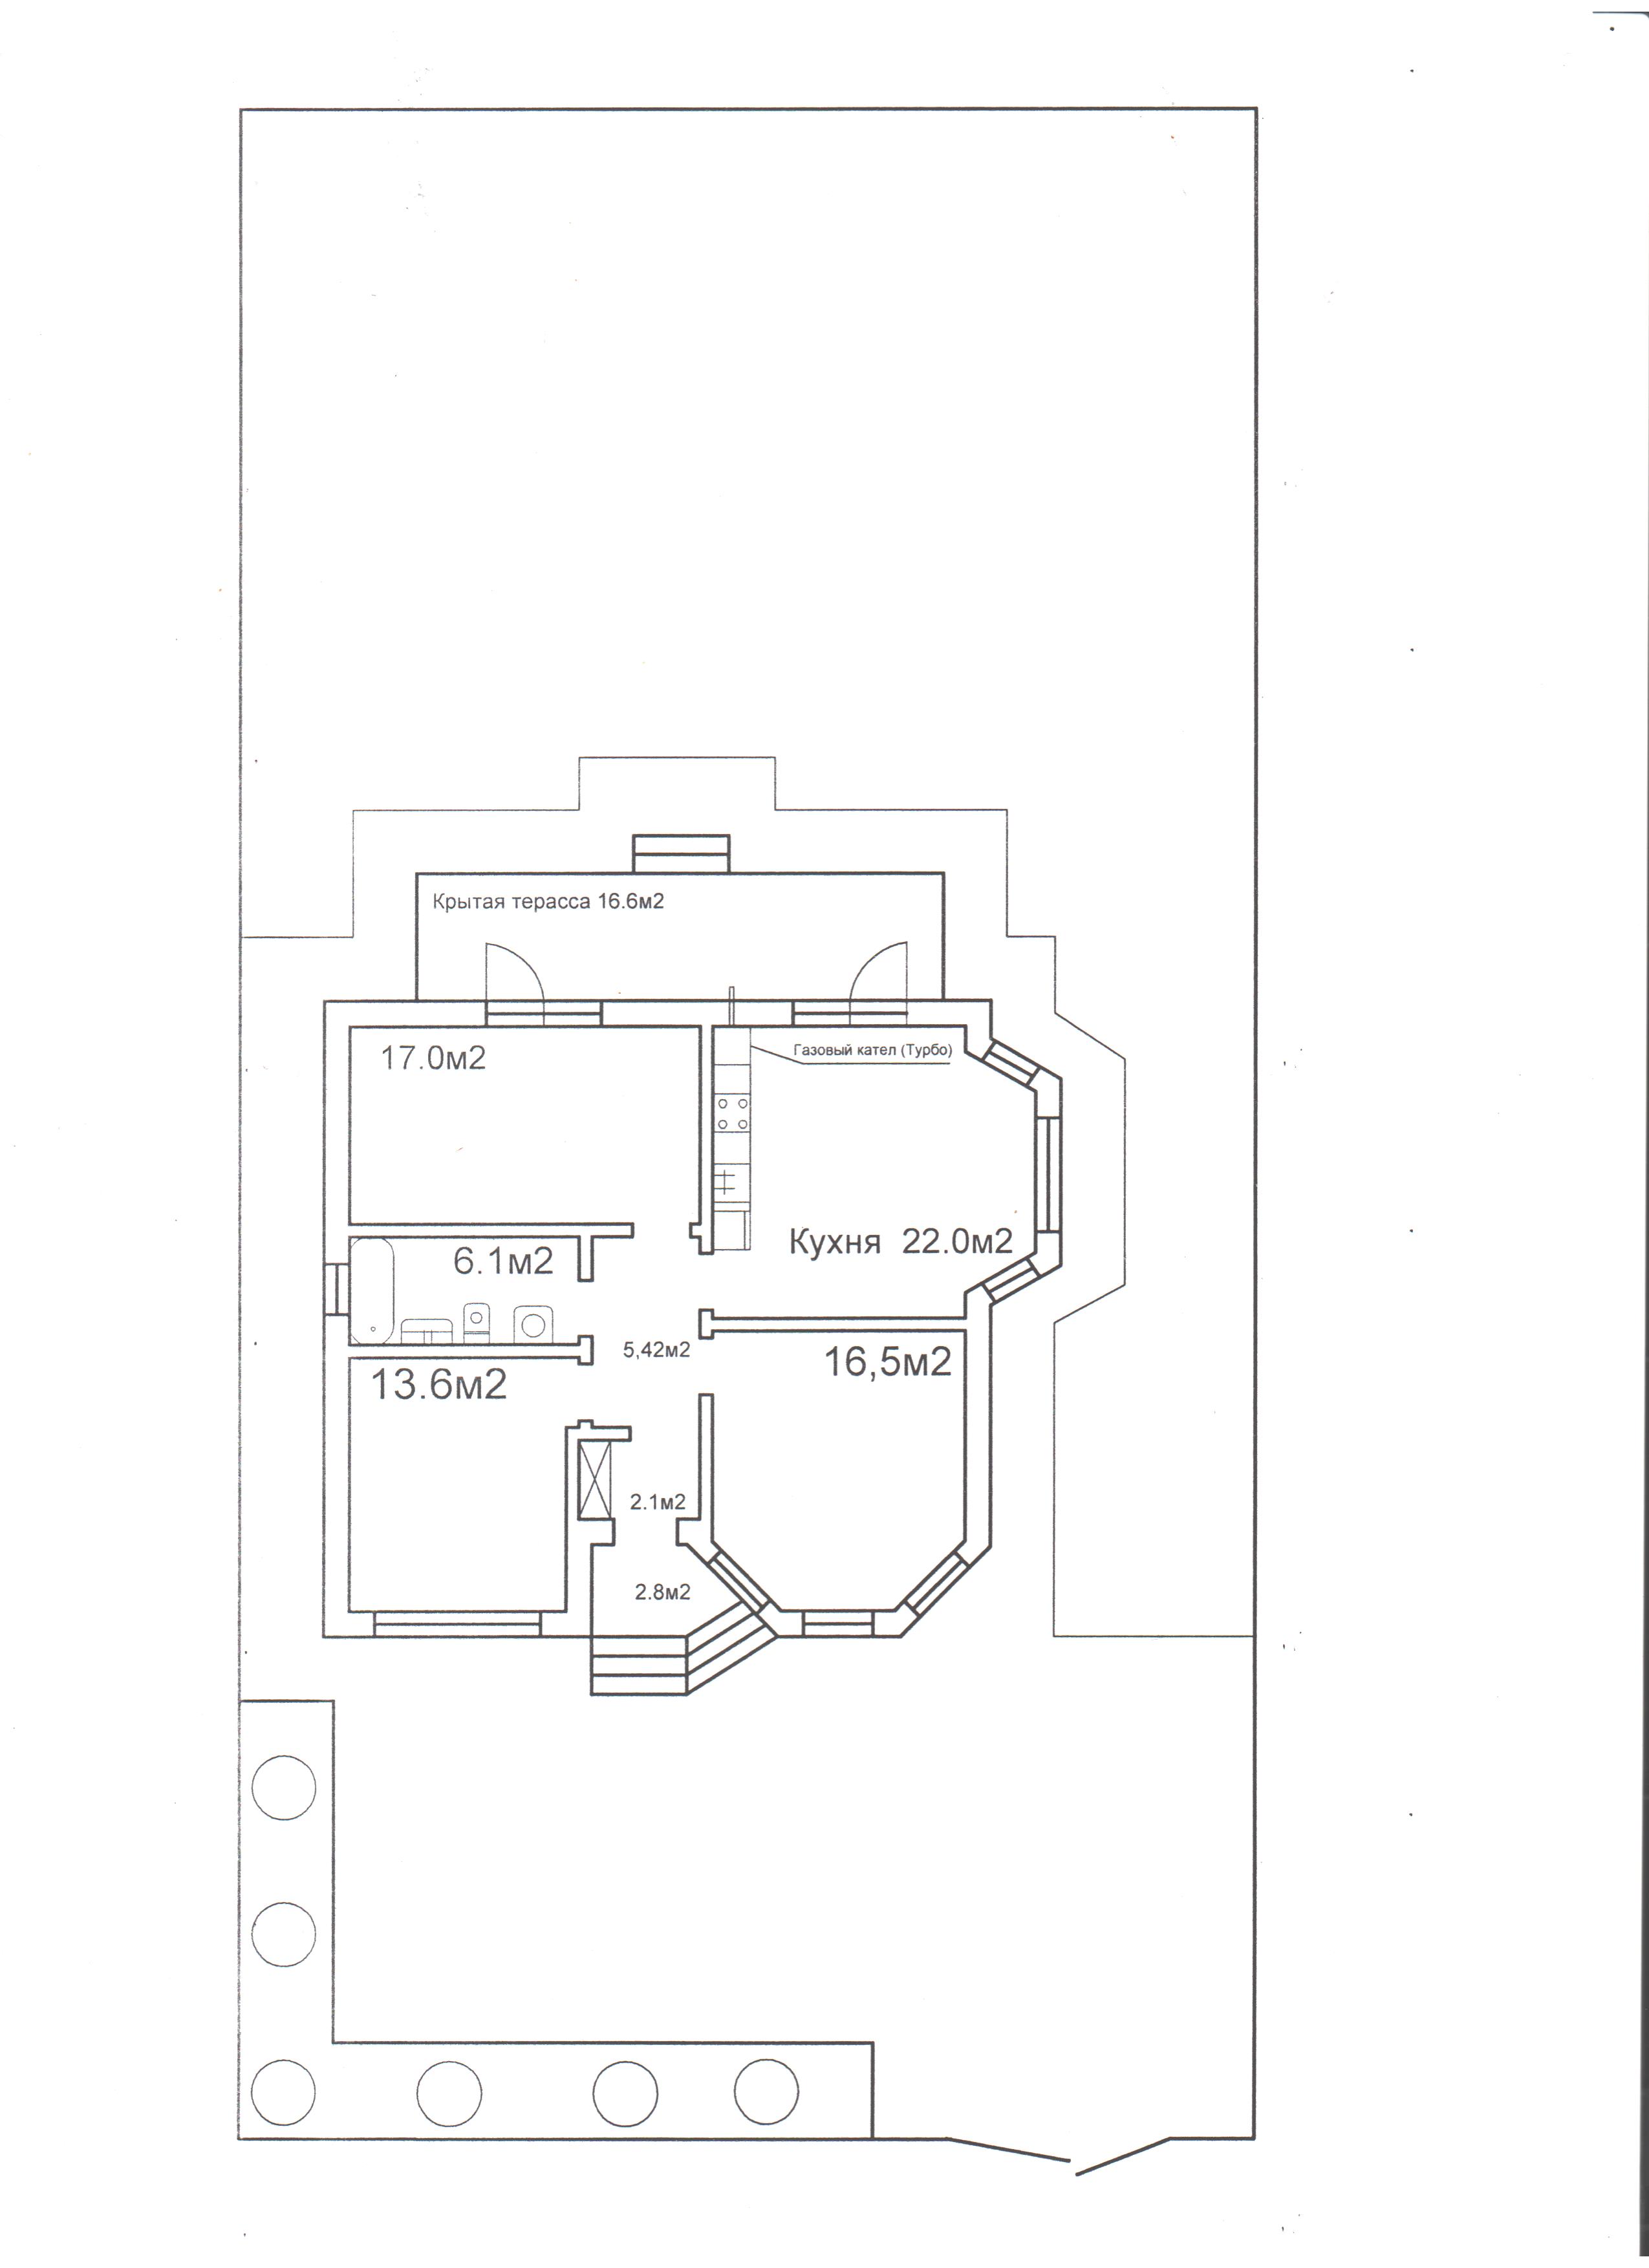 Крытая терасса 16.6м2
17.0м2
Газовый кател (Турбо)
6.1м2
Кухня 22.0м2
5,42м2
16,5м2
13.6м2
2.1м2
2.8м2